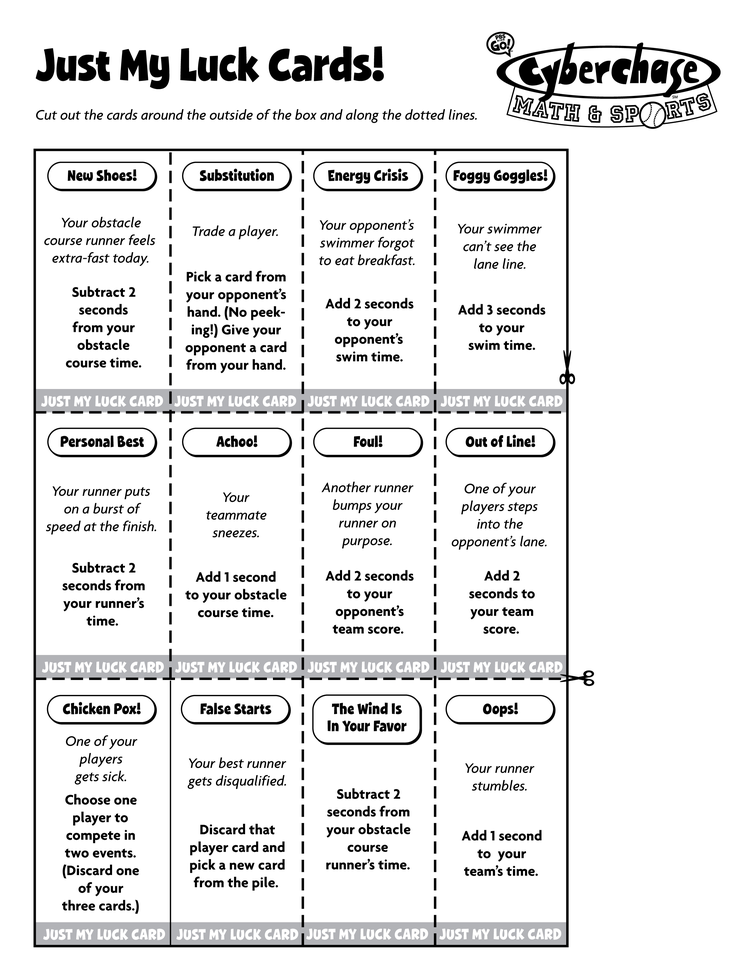 Just My Luck Cards!
PBS KIDS
GO!
Cyberchase
MATH & SPORTS
SM
Cut out the cards around the outside of the box and along the dotted lines.
New Shoes!
Your obstacle
course runner feels
extra-fast today.
Subtract 2
seconds
from your
obstacle
course time.
JUST MY LUCK CARD
Substitution
Trade a player.
Pick a card from
your opponent's
hand. (No peek-
ing!) Give your
opponent a card
from your hand.
JUST MY LUCK CARD
Energy Crisis
Your opponent's
swimmer forgot
to eat breakfast.
Add 2 seconds
to your
opponent's
swim time.
JUST MY LUCK CARD
Foggy Goggles!
Your swimmer
can't see the
lane line.
Add 3 seconds
to your
swim time.
JUST MY LUCK CARD
Personal Best
Your runner puts
on a burst of
speed at the finish.
Subtract 2
seconds from
your runner's
time.
JUST MY LUCK CARD
Achoo!
Your
teammate
sneezes.
Add 1 second
to your obstacle
course time.
JUST MY LUCK CARD
Foul!
Another runner
bumps your
runner on
purpose.
Add 2 seconds
to your
opponent's
team score.
JUST MY LUCK CARD
Out of Line!
One of your
players steps
into the
opponent's lane.
Add 2
seconds to
your team
score.
JUST MY LUCK CARD
Chicken Pox!
One of your
players
gets sick.
Choose one
player to
compete in
two events.
(Discard one
of your
three cards.)
JUST MY LUCK CARD
False Starts
Your best runner
gets disqualified.
Discard that
player card and
pick a new card
from the pile.
JUST MY LUCK CARD
The Wind Is
In Your Favor
Subtract 2
seconds from
your obstacle
course
runner's time.
JUST MY LUCK CARD
Oops!
Your runner
stumbles.
Add 1 second
to your
team's time.
JUST MY LUCK CARD